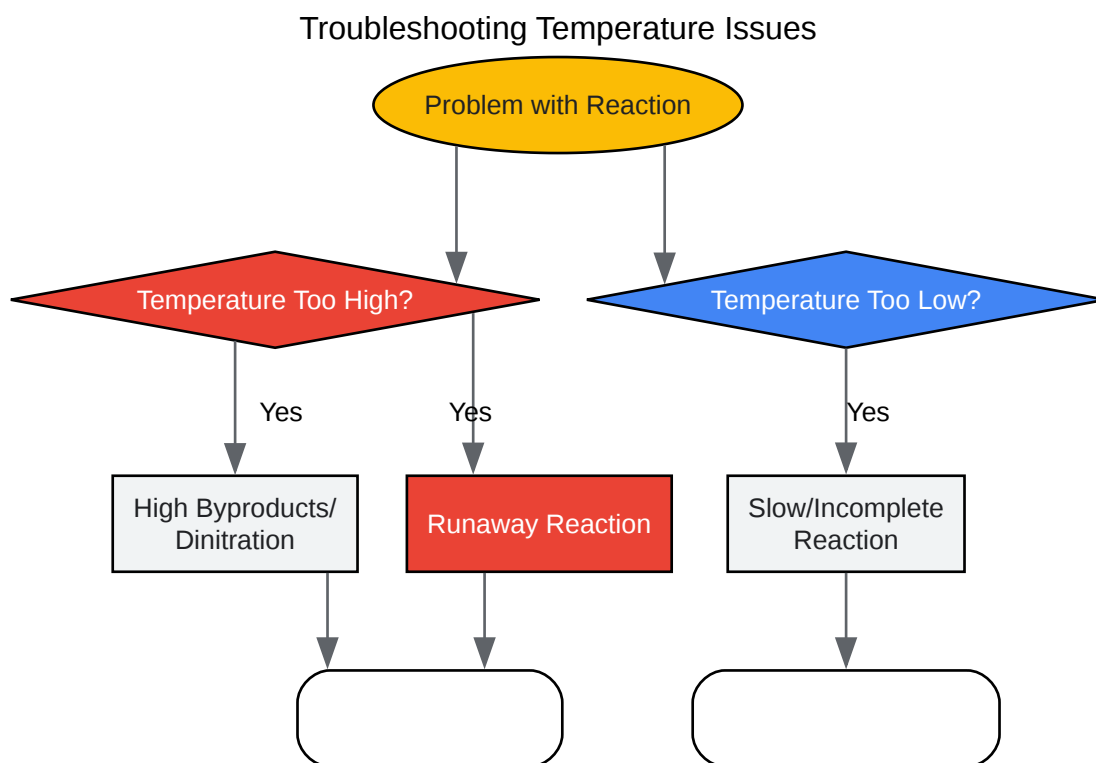 Troubleshooting Temperature Issues
Problem with Reaction
Temperature Too High?
Temperature Too Low?
Yes
Yes
Yes
High Byproducts/
Dinitration
Runaway Reaction
Slow/Incomplete
Reaction